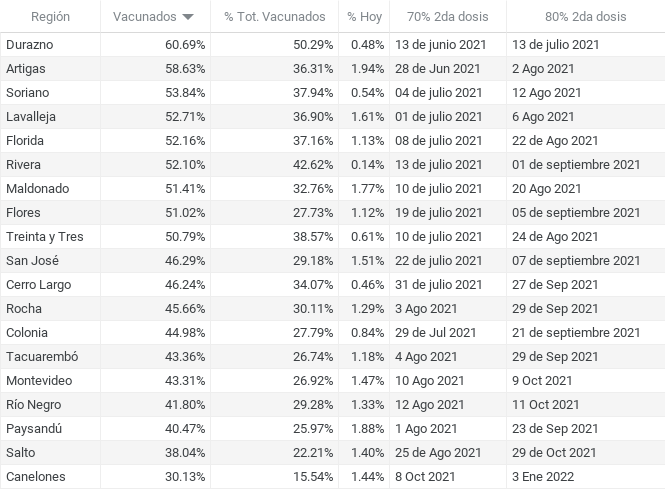 Región Vacunados % Tot. Vacunados % Hoy 70% 2da dosis 80% 2da dosis
Durazno 60.69% 50.29% 0.48% 13 de junio 2021 13 de julio 2021
Artigas 58.63% 36.31% 1.94% 28 de Jun 2021 2 Ago 2021
Soriano 53.84% 37.94% 0.54% 04 de julio 2021 12 Ago 2021
Lavalleja 52.71% 36.90% 1.61% 01 de julio 2021 6 Ago 2021
Florida 52.16% 37.16% 1.13% 08 de julio 2021 22 de Ago 2021
Rivera 52.10% 42.62% 0.14% 13 de julio 2021 01 de septiembre 2021
Maldonado 51.41% 32.76% 1.77% 10 de julio 2021 20 Ago 2021
Flores 51.02% 27.73% 1.12% 19 de julio 2021 05 de septiembre 2021
Treinta y Tres 50.79% 38.57% 0.61% 10 de julio 2021 24 de Ago 2021
San José 46.29% 29.18% 1.51% 22 de julio 2021 07 de septiembre 2021
Cerro Largo 46.24% 34.07% 0.46% 31 de julio 2021 27 de Sep 2021
Rocha 45.66% 30.11% 1.29% 3 Ago 2021 29 de Sep 2021
Colonia 44.98% 27.79% 0.84% 29 de Jul 2021 21 de septiembre 2021
Tacuarembó 43.36% 26.74% 1.18% 4 Ago 2021 29 de Sep 2021
Montevideo 43.31% 26.92% 1.47% 10 Ago 2021 9 Oct 2021
Río Negro 41.80% 29.28% 1.33% 12 Ago 2021 11 Oct 2021
Paysandú 40.47% 25.97% 1.88% 1 Ago 2021 23 de Sep 2021
Salto 38.04% 22.21% 1.40% 25 de Ago 2021 29 de Oct 2021
Canelones 30.13% 15.54% 1.44% 8 Oct 2021 3 Ene 2022